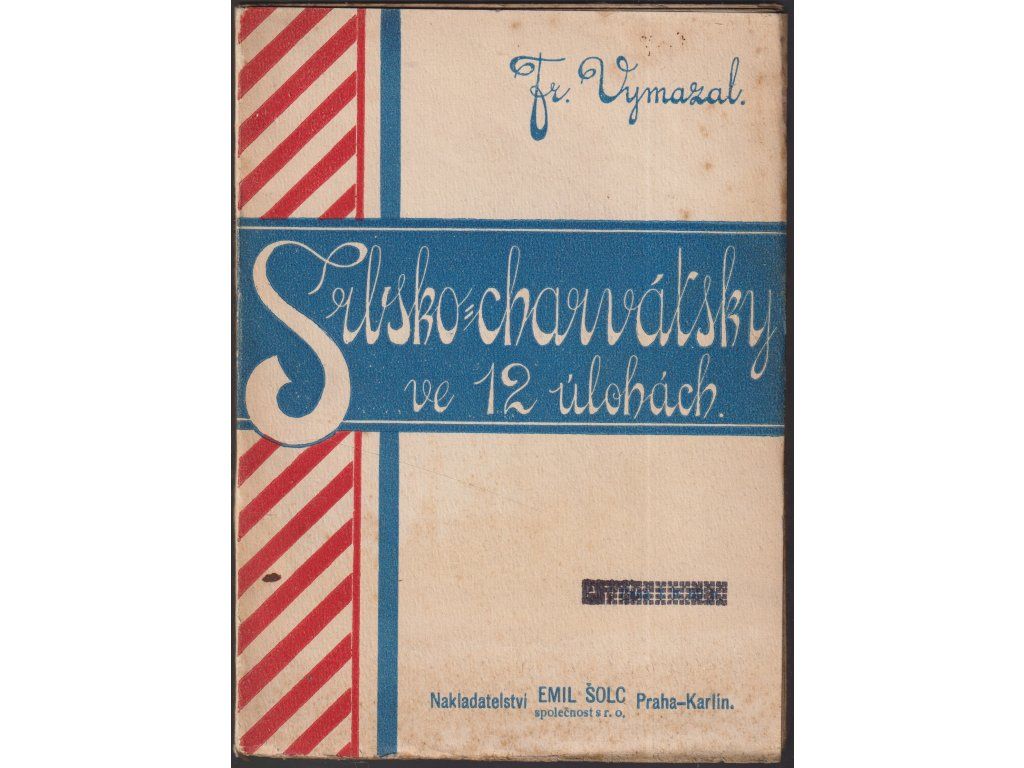 Fr. Vymazal.
Srbsko=charvátsky
ve 12 úlohách.
Nakladatelství EMIL ŠOLC Praha–Karlín.
společnost s r. o.